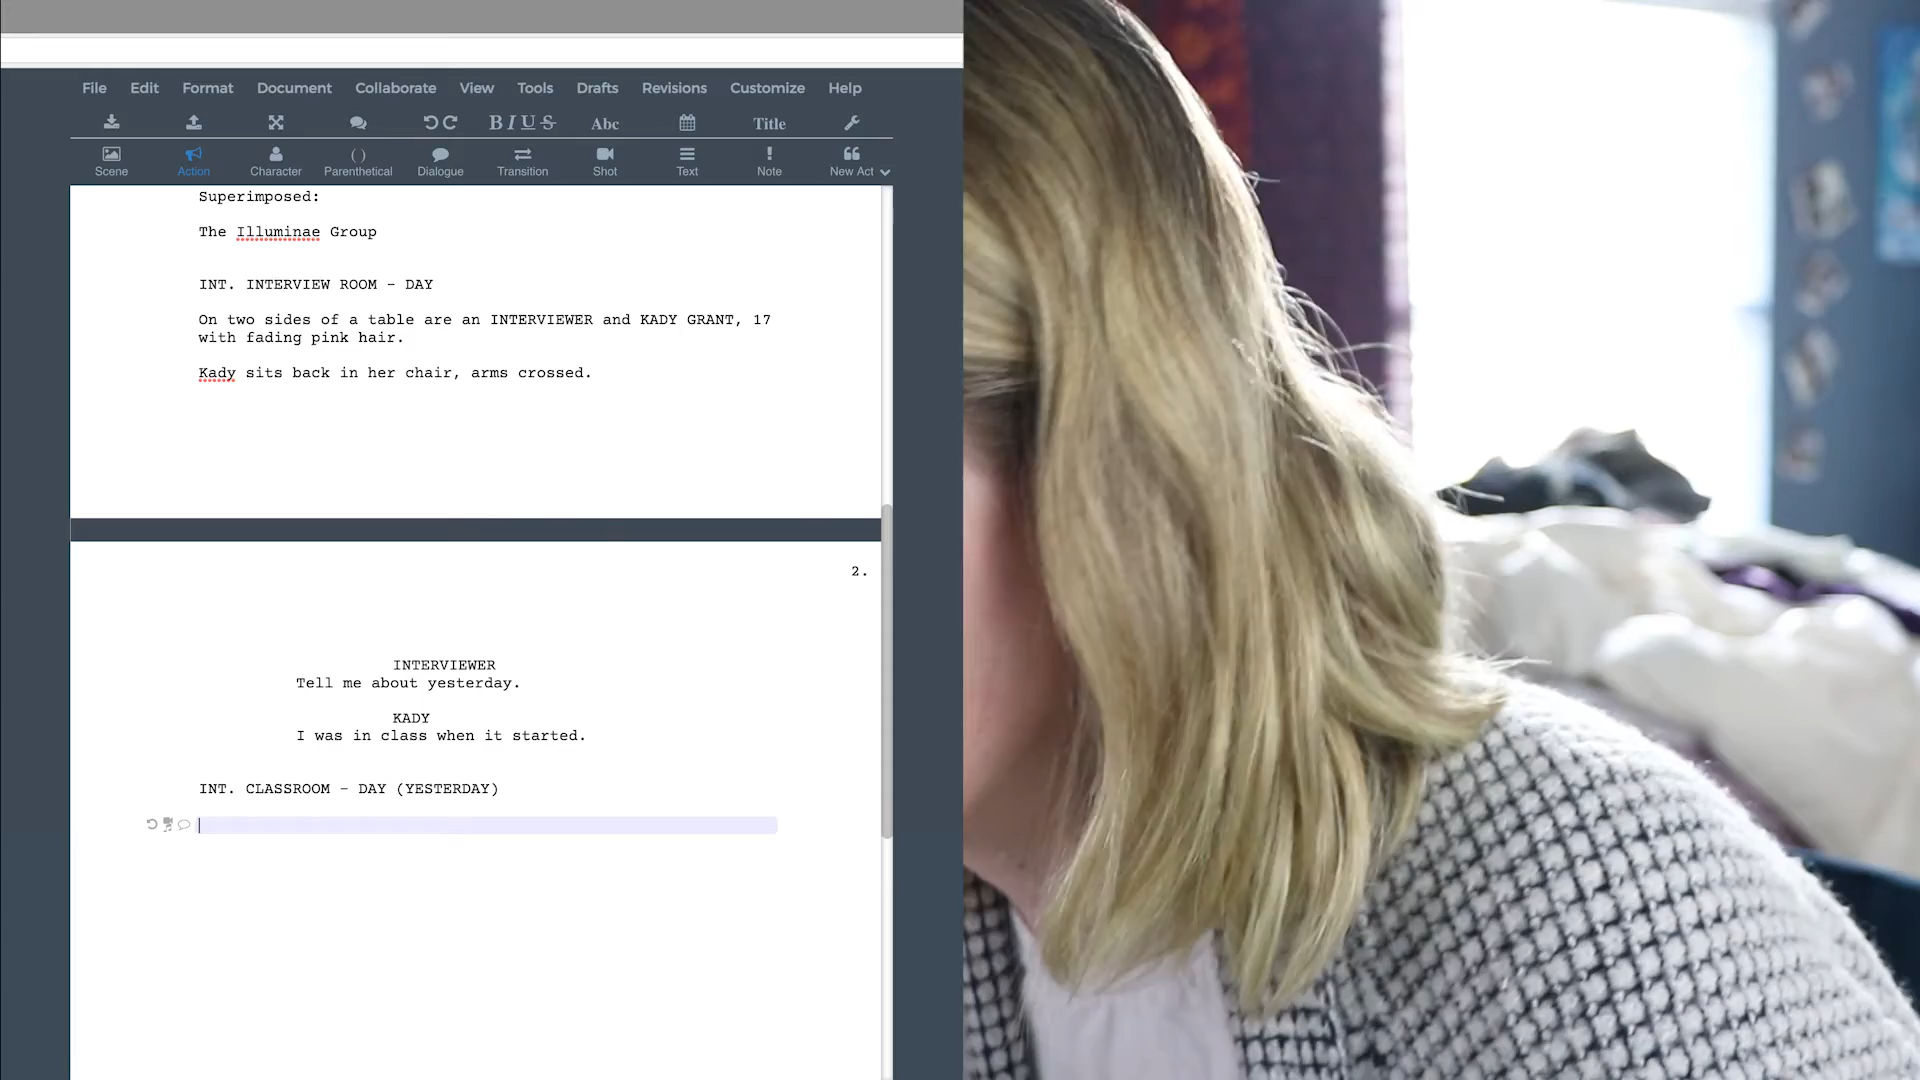 File Edit Format Document Collaborate View Tools Drafts Revisions Customize Help
B I U S Abc Title
Scene Action Character Parenthetical Dialogue Transition Shot Text Note New Act
Superimposed:
The Illuminae Group
INT. INTERVIEW ROOM - DAY
On two sides of a table are an INTERVIEWER and KADY GRANT, 17
with fading pink hair.
Kady sits back in her chair, arms crossed.
2.
INTERVIEWER
Tell me about yesterday.
KADY
I was in class when it started.
INT. CLASSROOM - DAY (YESTERDAY)